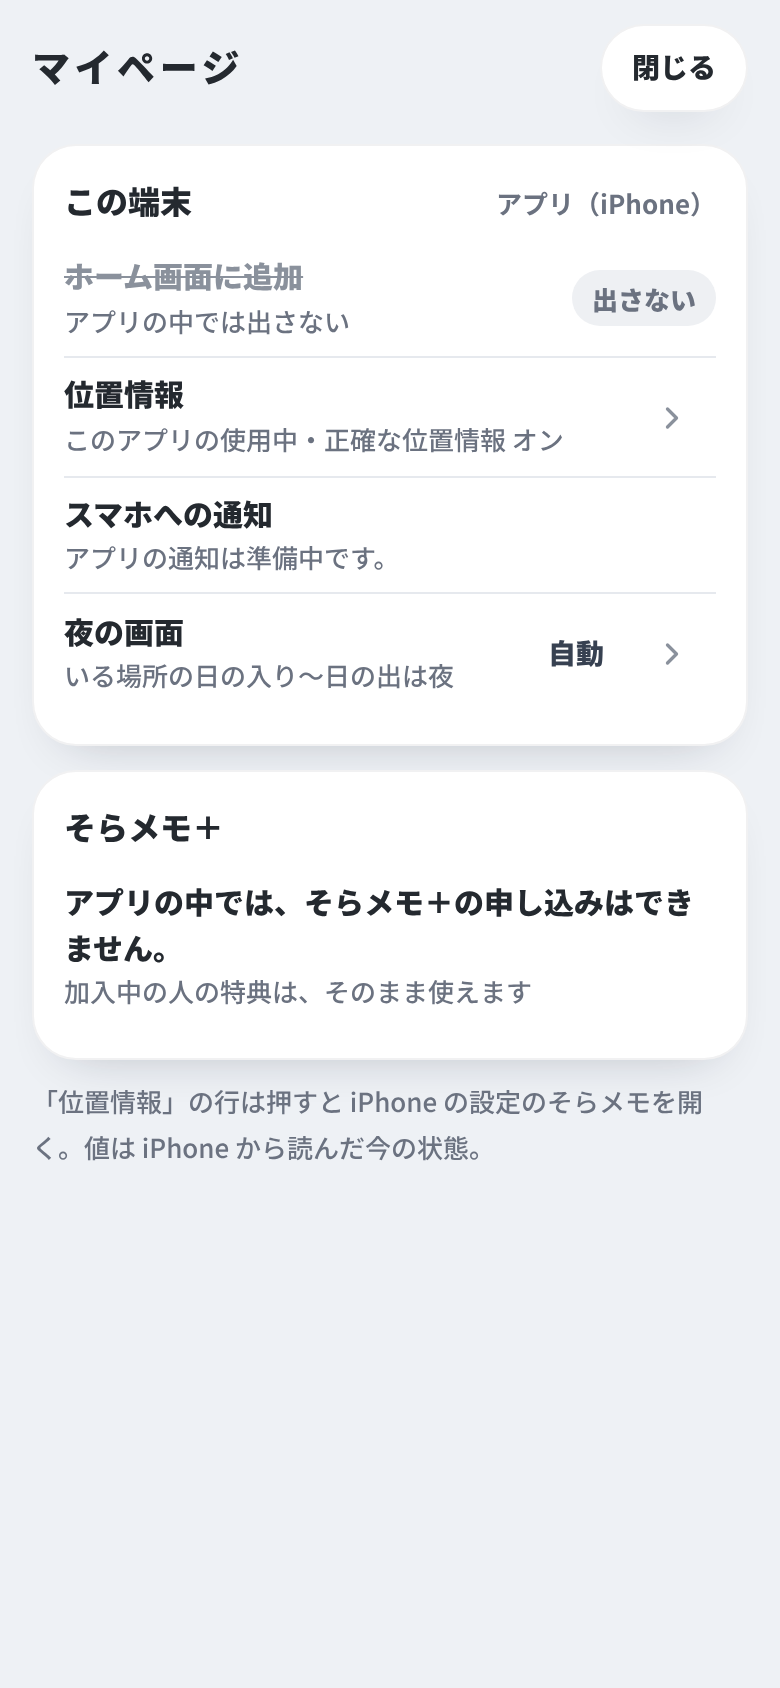 マイページ
閉じる
この端末
アプリ（iPhone）
ホーム画面に追加
アプリの中では出さない
出さない
位置情報
このアプリの使用中・正確な位置情報 オン
スマホへの通知
アプリの通知は準備中です。
夜の画面
いる場所の日の入り〜日の出は夜
自動
そらメモ＋
アプリの中では、そらメモ＋の申し込みはでき
ません。
加入中の人の特典は、そのまま使えます
「位置情報」の行は押すと iPhone の設定のそらメモを開
く。値は iPhone から読んだ今の状態。